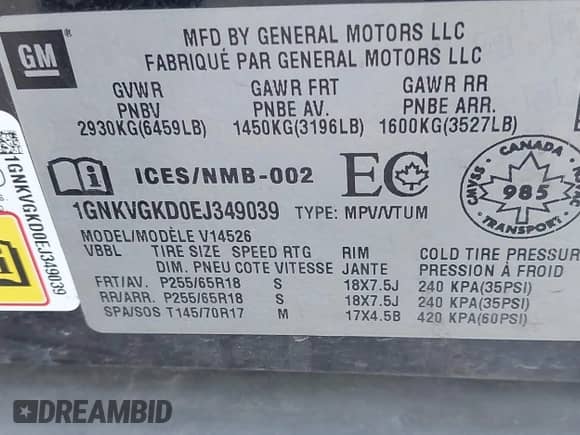 GM
MFD BY GENERAL MOTORS LLC
FABRIQUÉ PAR GENERAL MOTORS LLC
GVWR GAWR FRT GAWR RR
PNBV PNBE AV. PNBE ARR.
2930KG(6459LB) 1450KG(3196LB) 1600KG(3527LB)
ICES/NMB-002 EC
CANADA
CMVSS NSVAC
985
TRANSPORT
1GNKVGKD0EJ349039 TYPE: MPV/VTUM
MODEL/MODÈLE V14526
VBBL TIRE SIZE SPEED RTG RIM COLD TIRE PRESSUR
DIM. PNEU COTE VITESSE JANTE PRESSION À FROID
FRT/AV. P255/65R18 S 18X7.5J 240 KPA(35PSI)
RR/ARR. P255/65R18 S 18X7.5J 240 KPA(35PSI)
SPA/SOS T145/70R17 M 17X4.5B 420 KPA(60PSI)
1GNKVGKD0EJ349039
DREAMBID